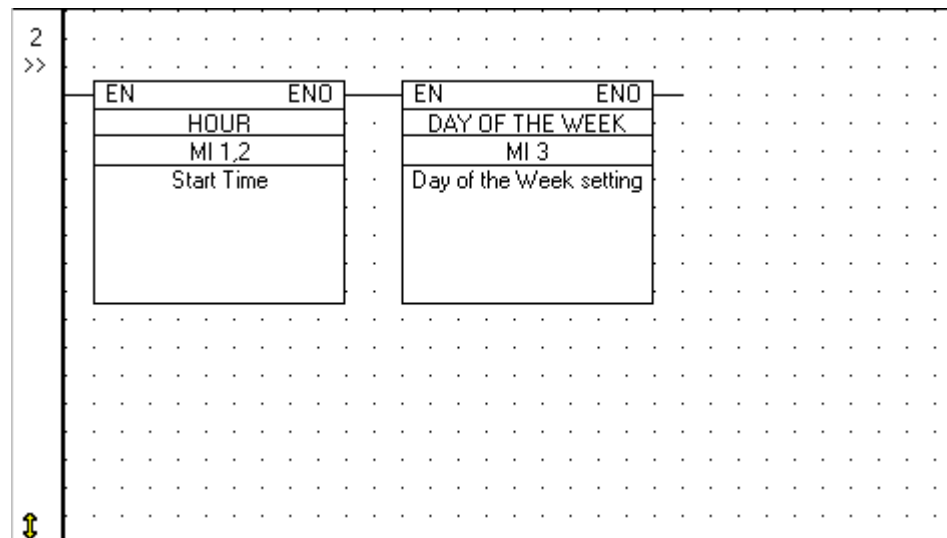 2
>>
EN ENO EN ENO
HOUR DAY OF THE WEEK
MI 1,2 MI 3
Start Time Day of the Week setting